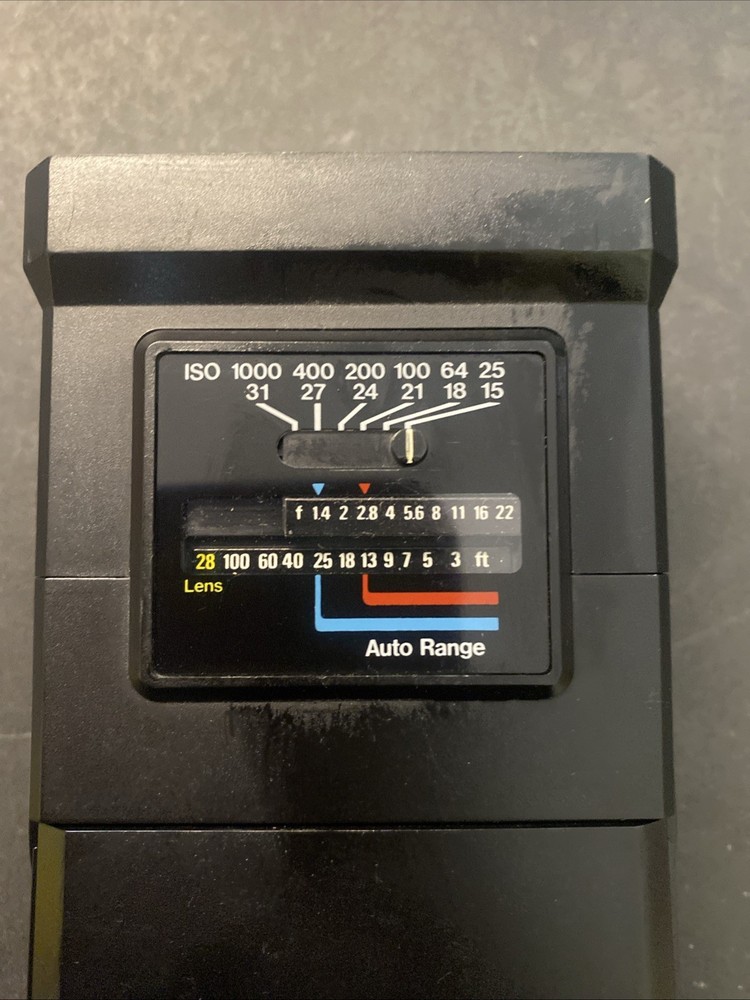 ISO 1000 400 200 100 64 25
31 27 24 21 18 15
f 1.4 2 2.8 4 5.6 8 11 16 22
28 100 60 40 25 18 13 9 7 5 3 ft
Lens
Auto Range